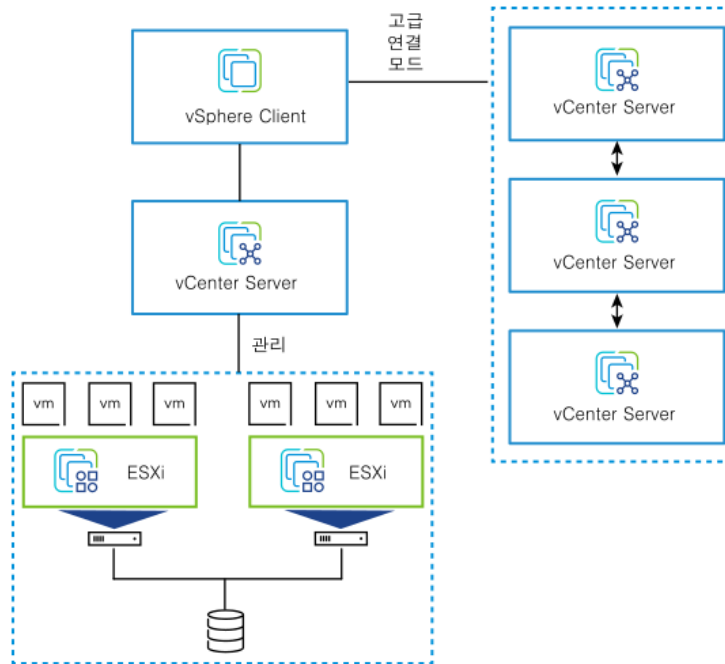 고급
연결
모드
vSphere Client
vCenter Server
vCenter Server
vCenter Server
vCenter Server
관리
vm vm vm vm vm vm
ESXi ESXi